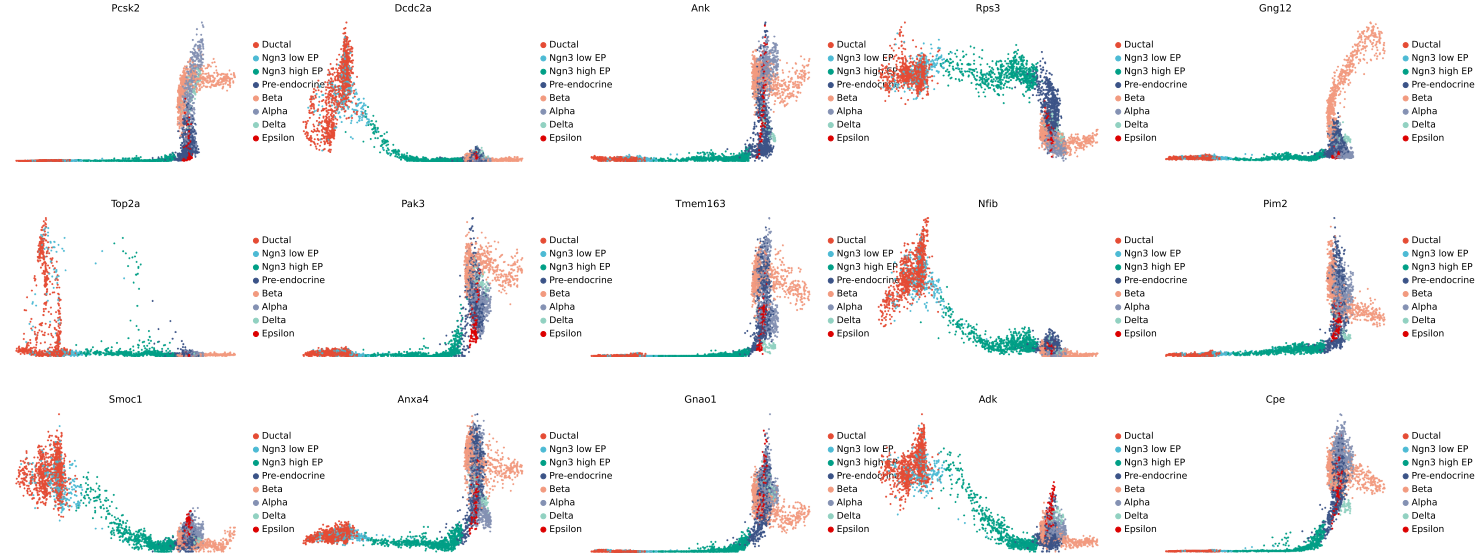 Pcsk2
Ductal
Ngn3 low EP
Ngn3 high EP
Pre-endocrine
Beta
Alpha
Delta
Epsilon
Dcdc2a
Ductal
Ngn3 low EP
Ngn3 high EP
Pre-endocrine
Beta
Alpha
Delta
Epsilon
Ank
Ductal
Ngn3 low EP
Ngn3 high EP
Pre-endocrine
Beta
Alpha
Delta
Epsilon
Rps3
Ductal
Ngn3 low EP
Ngn3 high EP
Pre-endocrine
Beta
Alpha
Delta
Epsilon
Gng12
Ductal
Ngn3 low EP
Ngn3 high EP
Pre-endocrine
Beta
Alpha
Delta
Epsilon
Top2a
Ductal
Ngn3 low EP
Ngn3 high EP
Pre-endocrine
Beta
Alpha
Delta
Epsilon
Pak3
Ductal
Ngn3 low EP
Ngn3 high EP
Pre-endocrine
Beta
Alpha
Delta
Epsilon
Tmem163
Ductal
Ngn3 low EP
Ngn3 high EP
Pre-endocrine
Beta
Alpha
Delta
Epsilon
Nfib
Ductal
Ngn3 low EP
Ngn3 high EP
Pre-endocrine
Beta
Alpha
Delta
Epsilon
Pim2
Ductal
Ngn3 low EP
Ngn3 high EP
Pre-endocrine
Beta
Alpha
Delta
Epsilon
Smoc1
Ductal
Ngn3 low EP
Ngn3 high EP
Pre-endocrine
Beta
Alpha
Delta
Epsilon
Anxa4
Ductal
Ngn3 low EP
Ngn3 high EP
Pre-endocrine
Beta
Alpha
Delta
Epsilon
Gnao1
Ductal
Ngn3 low EP
Ngn3 high EP
Pre-endocrine
Beta
Alpha
Delta
Epsilon
Adk
Ductal
Ngn3 low EP
Ngn3 high EP
Pre-endocrine
Beta
Alpha
Delta
Epsilon
Cpe
Ductal
Ngn3 low EP
Ngn3 high EP
Pre-endocrine
Beta
Alpha
Delta
Epsilon